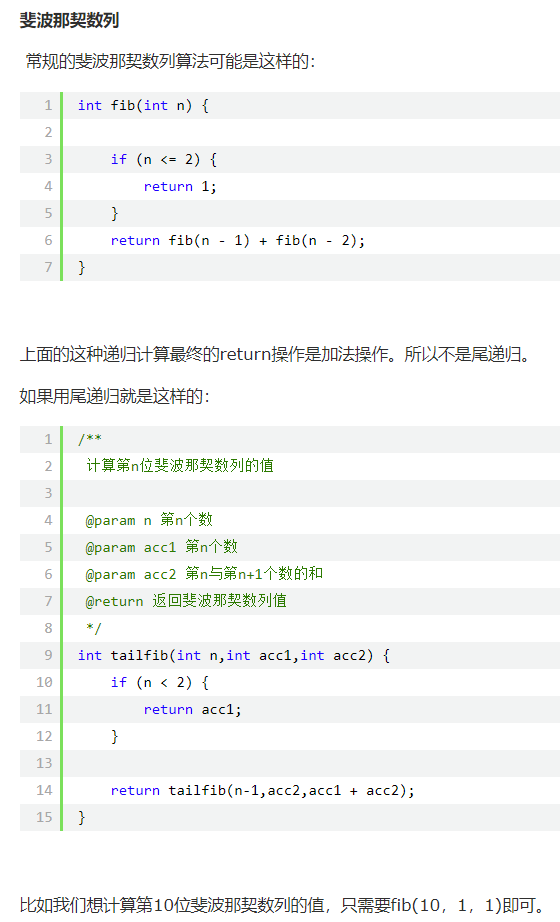 斐波那契数列
常规的斐波那契数列算法可能是这样的：
1 int fib(int n) {
2
3     if (n <= 2) {
4         return 1;
5     }
6     return fib(n - 1) + fib(n - 2);
7 }
上面的这种递归计算最终的return操作是加法操作。所以不是尾递归。
如果用尾递归就是这样的：
1 /**
2  计算第n位斐波那契数列的值
3
4  @param n 第n个数
5  @param acc1 第n个数
6  @param acc2 第n与第n+1个数的和
7  @return 返回斐波那契数列值
8  */
9 int tailfib(int n,int acc1,int acc2) {
10     if (n < 2) {
11         return acc1;
12     }
13
14     return tailfib(n-1,acc2,acc1 + acc2);
15 }
比如我们想计算第10位斐波那契数列的值，只需要fib(10，1，1)即可。